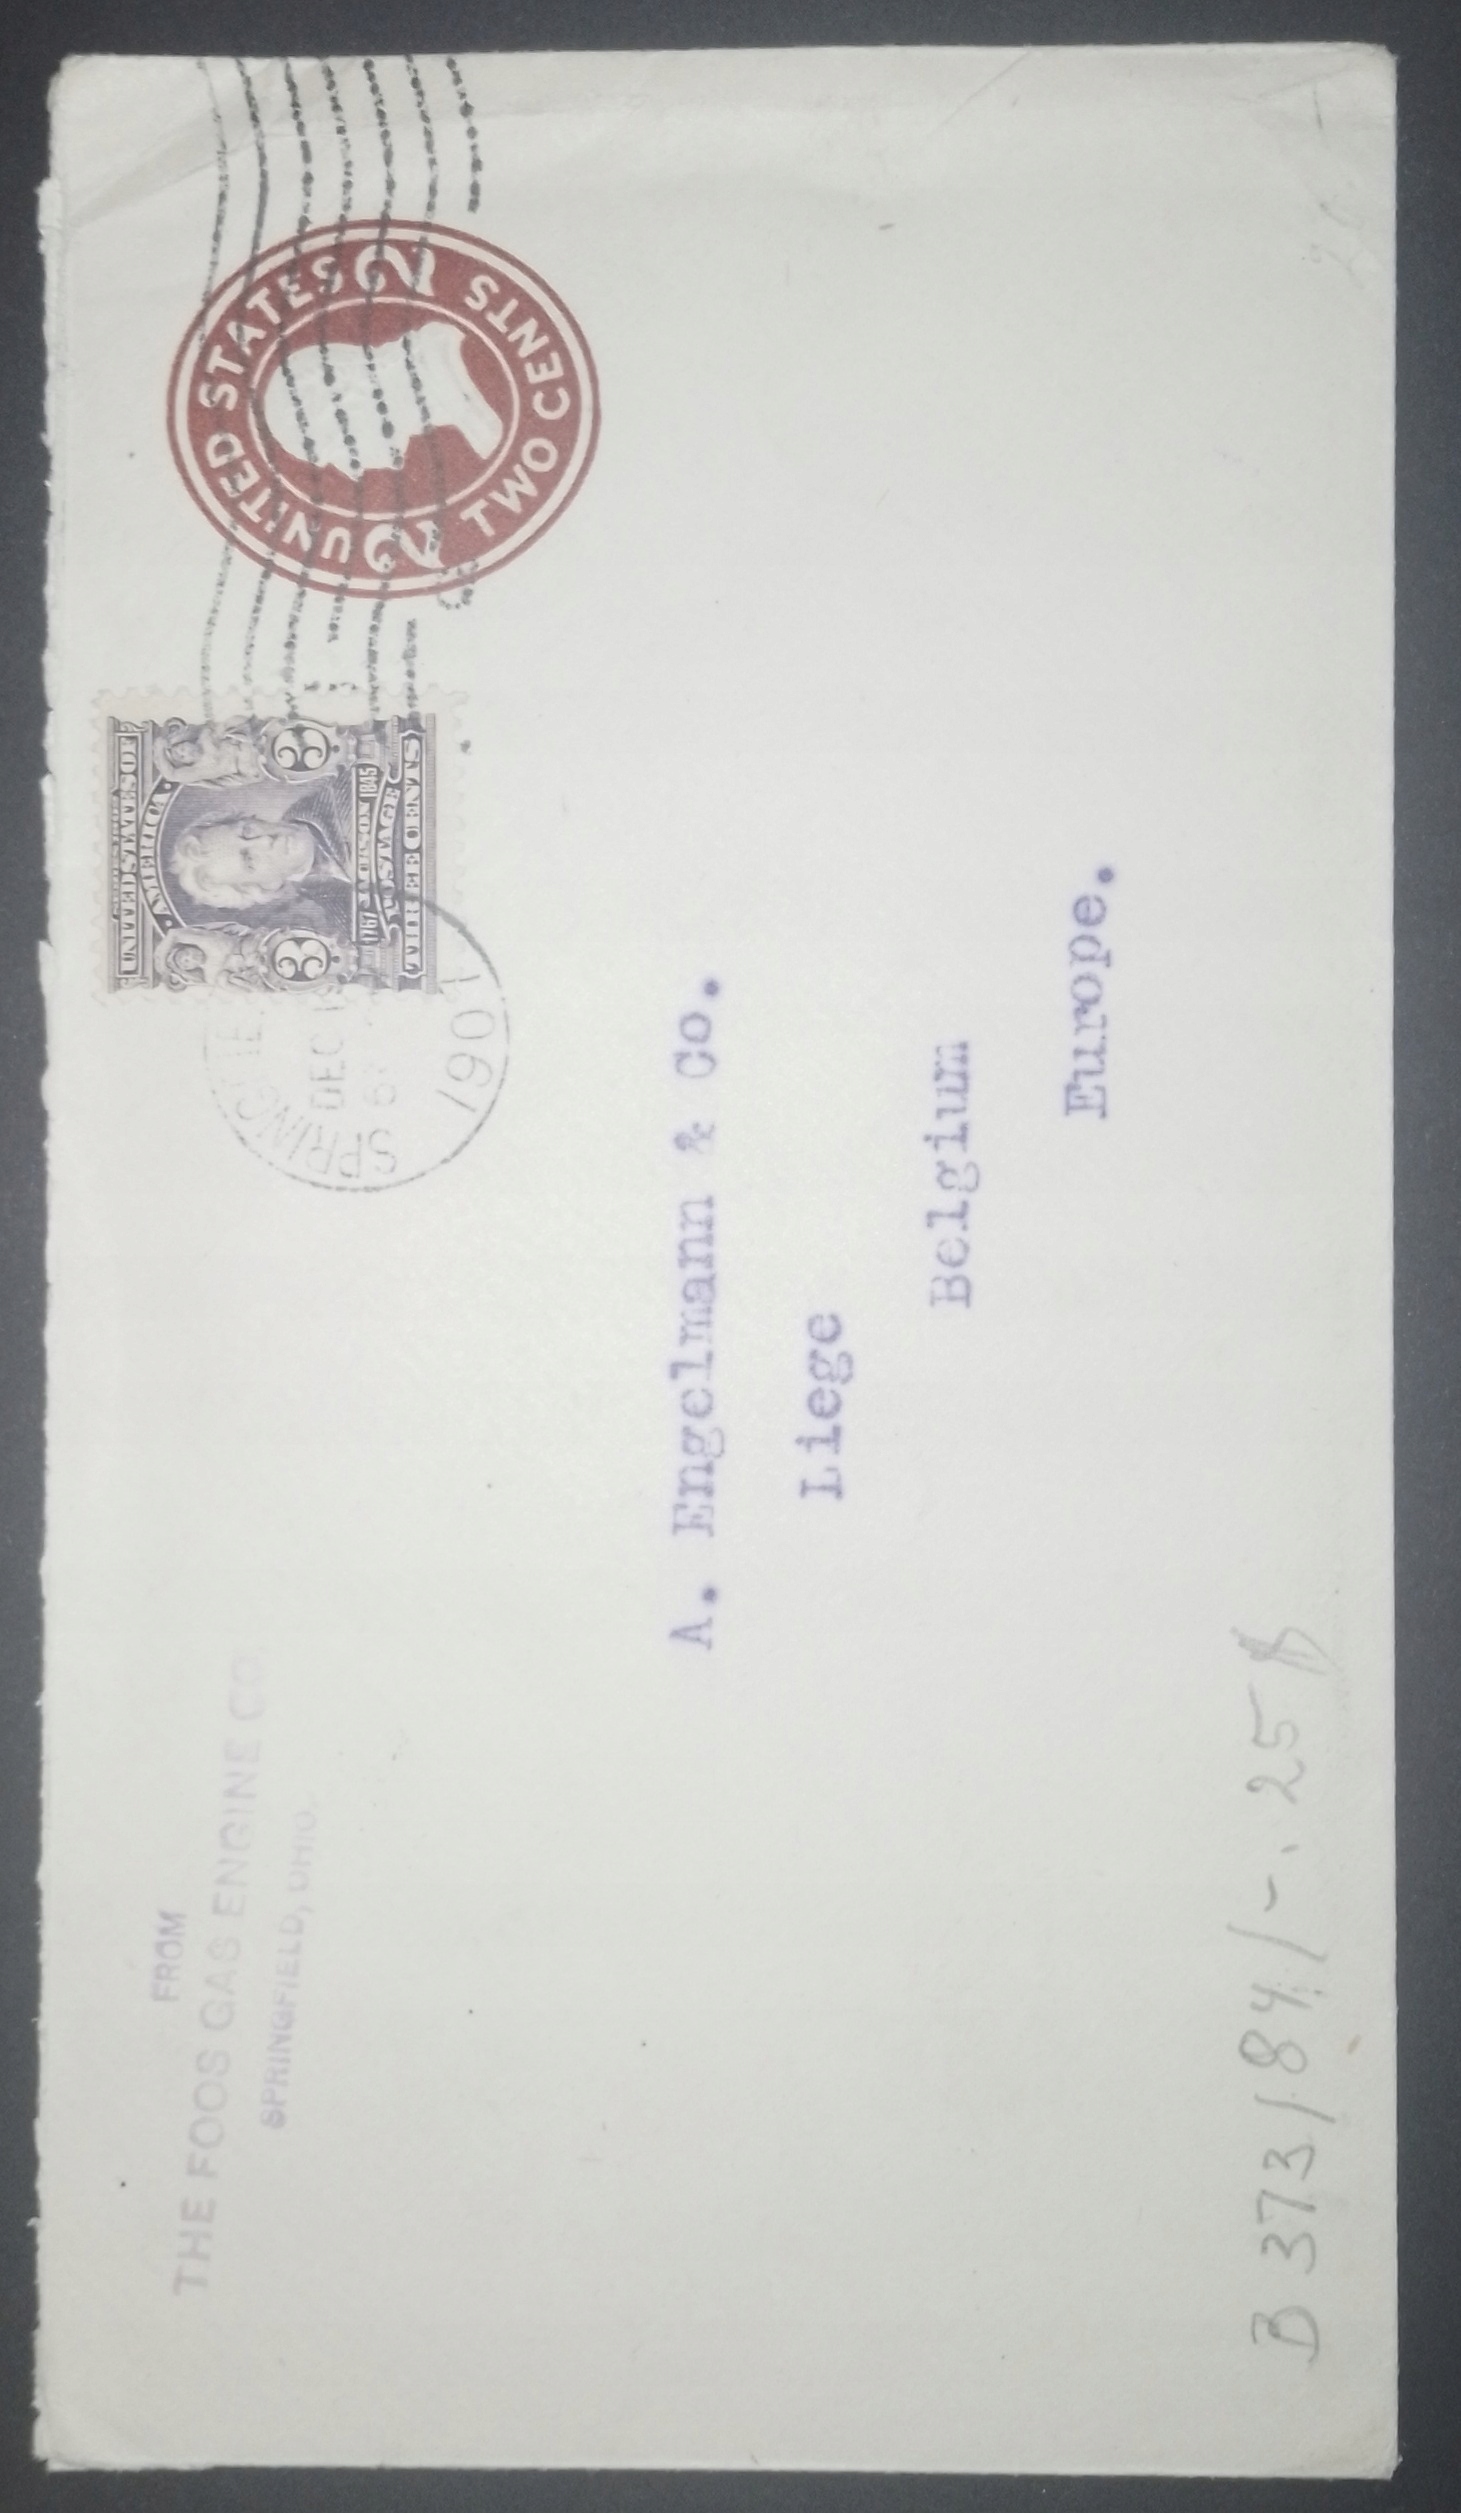 FROM
THE FOOS GAS ENGINE CO
SPRINGFIELD, OHIO.
UNITED STATES OF
AMERICA.
3 3
1767 JACKSON 1845
POSTAGE
THREE CENTS
UNITED STATES
2 2
TWO CENTS
DEC
1907
A. Engelmann & Co.
Liege
Belgium
Europe.
B 373/84/-.25$